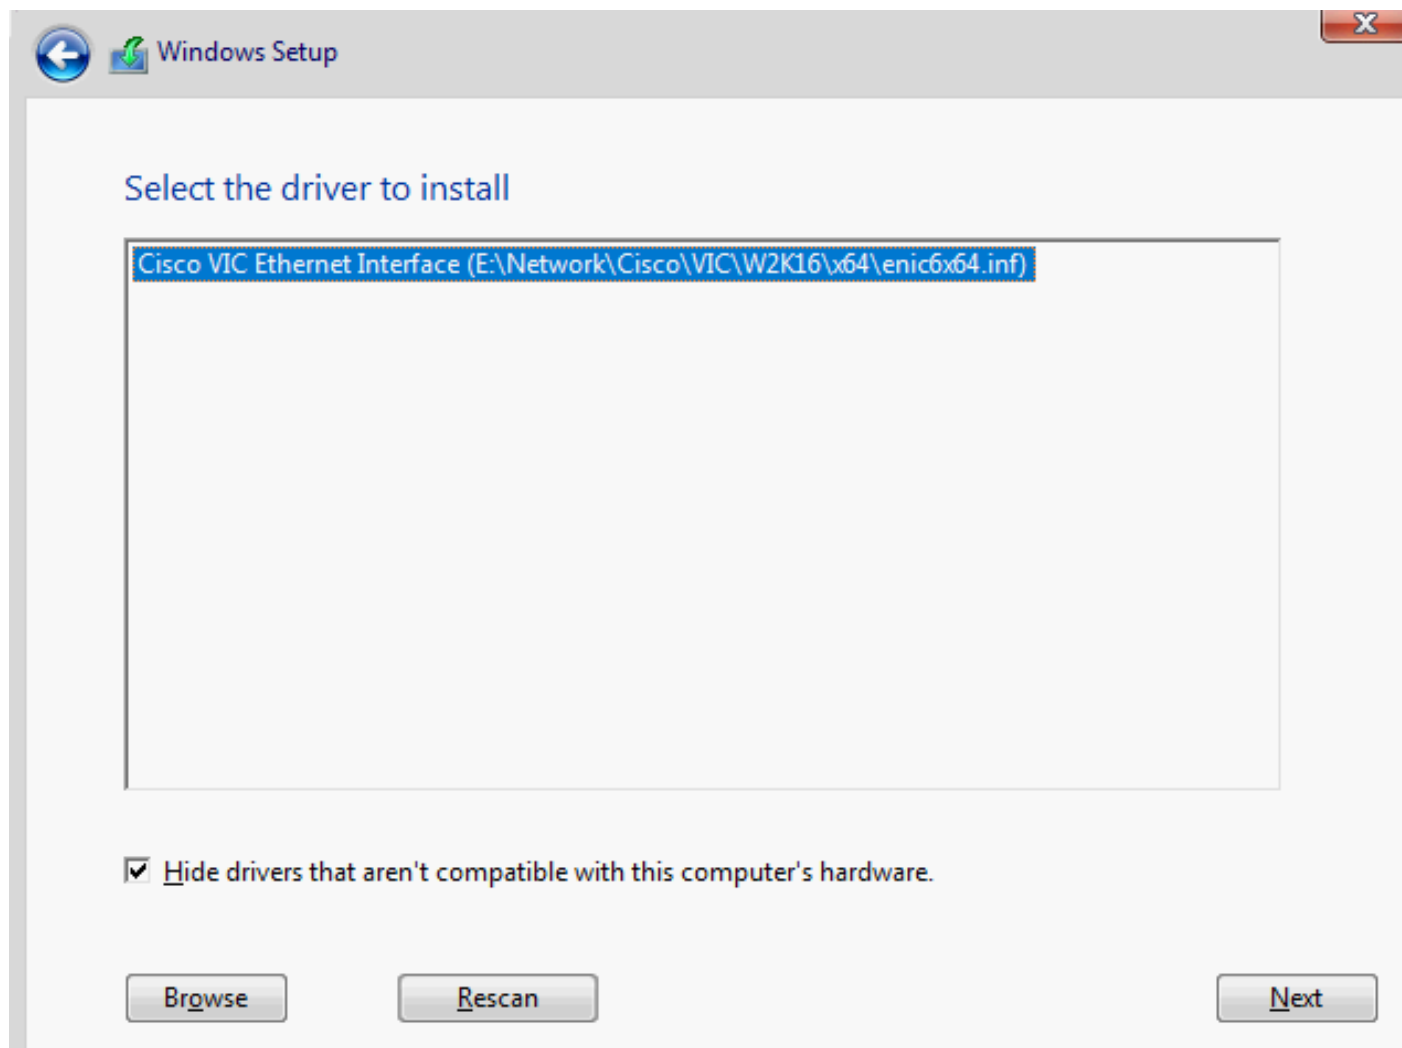 Windows Setup
X
Select the driver to install
Cisco VIC Ethernet Interface (E:\Network\Cisco\VIC\W2K16\x64\enic6x64.inf)
Hide drivers that aren't compatible with this computer's hardware.
Browse Rescan Next